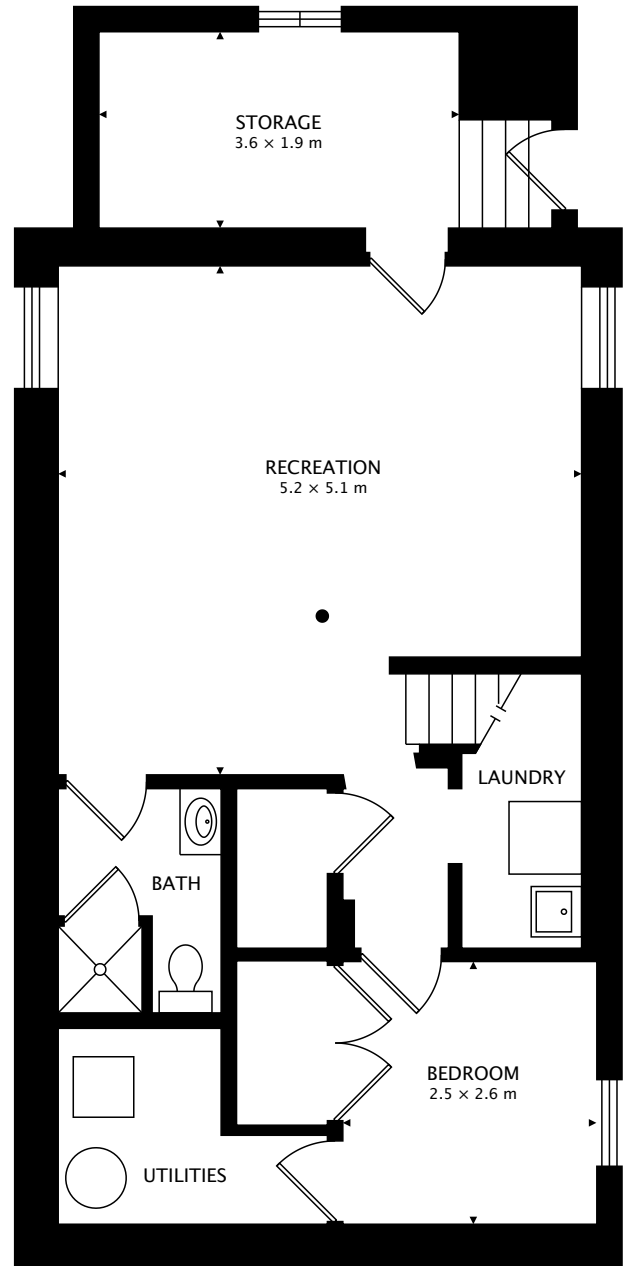 STORAGE
3.6 × 1.9 m
RECREATION
5.2 × 5.1 m
LAUNDRY
BATH
BEDROOM
2.5 × 2.6 m
UTILITIES